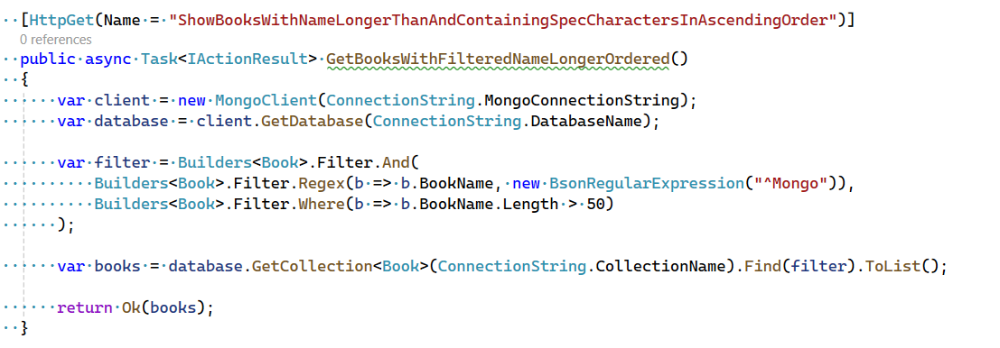 [HttpGet(Name = "ShowBooksWithNameLongerThanAndContainingSpecCharactersInAscendingOrder")]
0 references
public async Task<IActionResult> GetBooksWithFilteredNameLongerOrdered()
{
var client = new MongoClient(ConnectionString.MongoConnectionString);
var database = client.GetDatabase(ConnectionString.DatabaseName);
var filter = Builders<Book>.Filter.And(
Builders<Book>.Filter.Regex(b => b.BookName, new BsonRegularExpression("^Mongo")),
Builders<Book>.Filter.Where(b => b.BookName.Length > 50)
);
var books = database.GetCollection<Book>(ConnectionString.CollectionName).Find(filter).ToList();
return Ok(books);
}